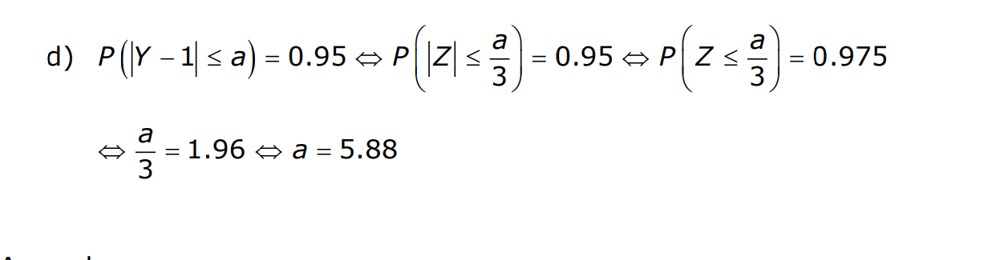 d) P(|Y − 1| ≤ a) = 0.95 ⇔ P(|Z| ≤ a/3) = 0.95 ⇔ P(Z ≤ a/3) = 0.975
⇔ a/3 = 1.96 ⇔ a = 5.88